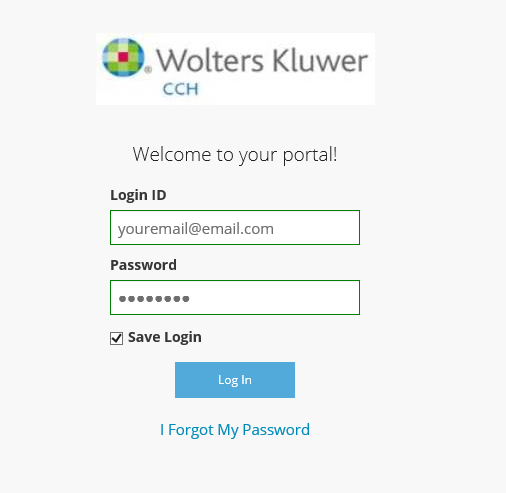 ® Wolters Kluwer
CCH
Welcome to your portal!
Login ID
youremail@email.com
Password
●●●●●●●●
Save Login
Log In
I Forgot My Password